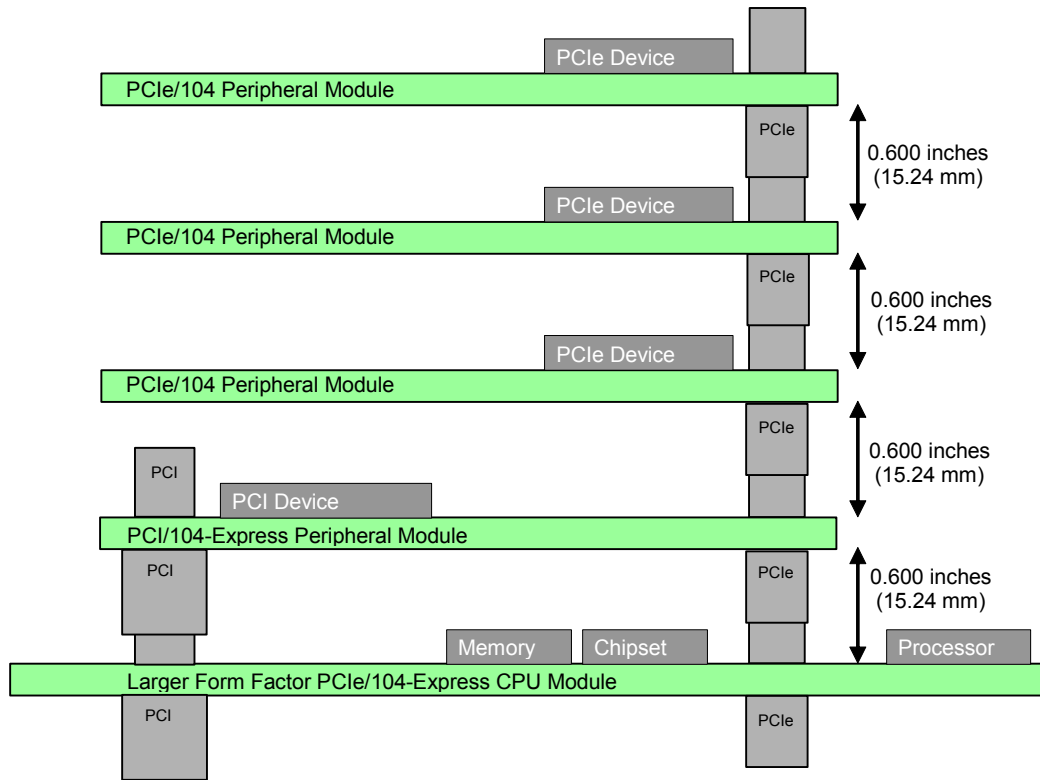 PCIe Device
PCIe/104 Peripheral Module
PCIe
0.600 inches
(15.24 mm)
PCIe Device
PCIe/104 Peripheral Module
PCIe
0.600 inches
(15.24 mm)
PCIe Device
PCIe/104 Peripheral Module
PCIe
0.600 inches
(15.24 mm)
PCI
PCI Device
PCI/104-Express Peripheral Module
PCI
PCIe
0.600 inches
(15.24 mm)
Memory
Chipset
Processor
Larger Form Factor PCIe/104-Express CPU Module
PCI
PCIe